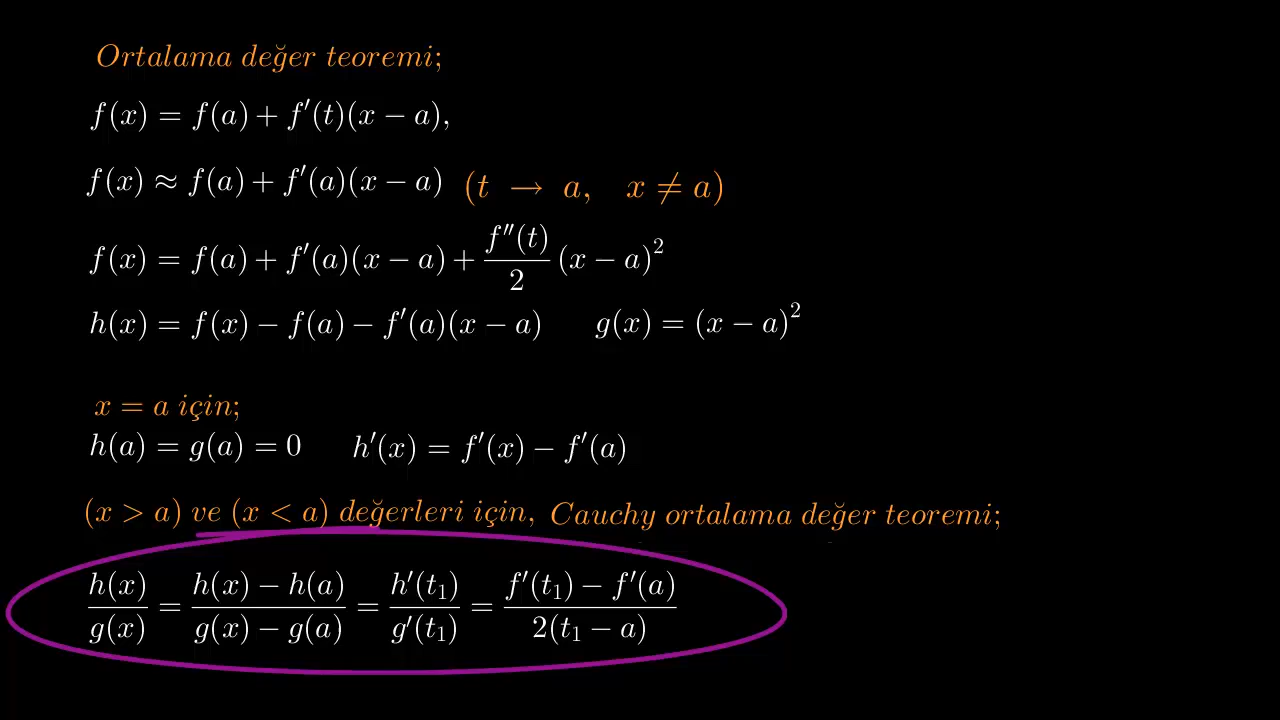 Ortalama değer teoremi;
f(x) = f(a) + f′(t)(x − a),
f(x) ≈ f(a) + f′(a)(x − a) (t → a, x ≠ a)
f(x) = f(a) + f′(a)(x − a) + f″(t)/2 (x − a)²
h(x) = f(x) − f(a) − f′(a)(x − a) g(x) = (x − a)²
x = a için;
h(a) = g(a) = 0 h′(x) = f′(x) − f′(a)
(x > a) ve (x < a) değerleri için, Cauchy ortalama değer teoremi;
h(x)/g(x) = (h(x) − h(a))/(g(x) − g(a)) = h′(t₁)/g′(t₁) = (f′(t₁) − f′(a))/(2(t₁ − a))